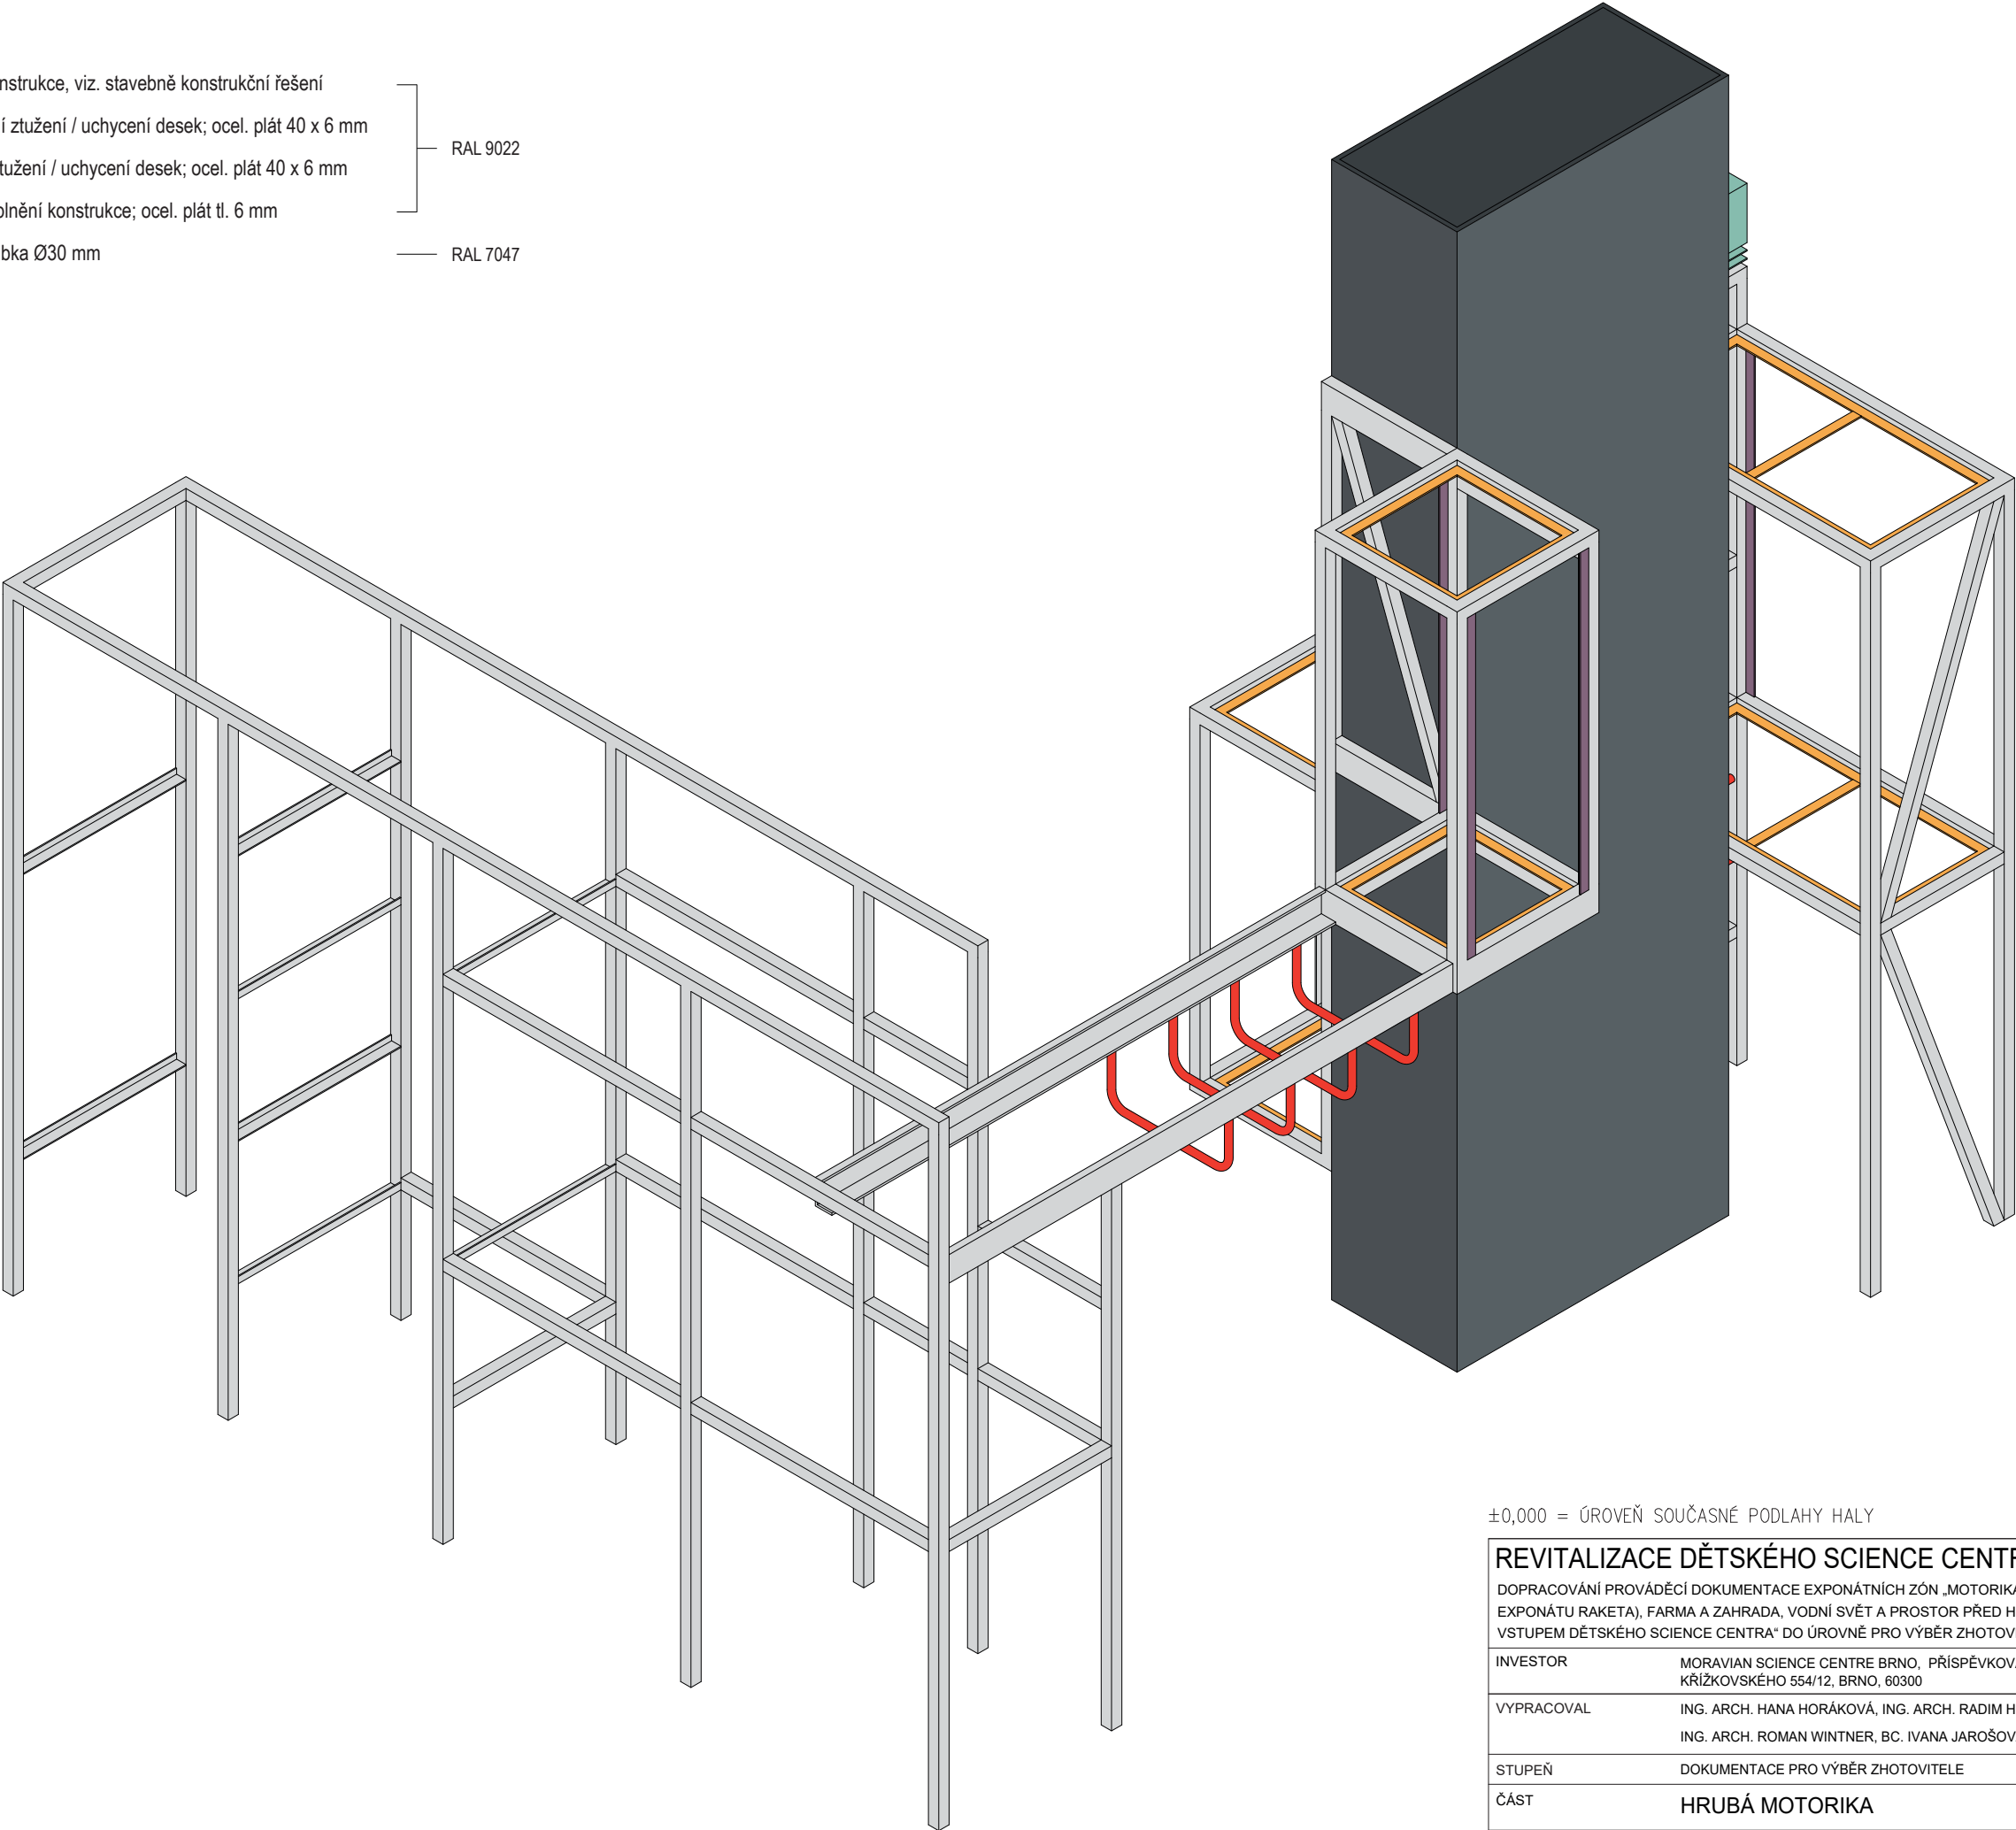 nstrukce, viz. stavebně konstrukční řešení
í ztužení / uchycení desek; ocel. plát 40 x 6 mm
RAL 9022
tužení / uchycení desek; ocel. plát 40 x 6 mm
plnění konstrukce; ocel. plát tl. 6 mm
bka Ø30 mm
RAL 7047
±0,000 = ÚROVEŇ SOUČASNÉ PODLAHY HALY
REVITALIZACE DĚTSKÉHO SCIENCE CENTR
DOPRACOVÁNÍ PROVÁDĚCÍ DOKUMENTACE EXPONÁTNÍCH ZÓN „MOTORIKA
EXPONÁTU RAKETA), FARMA A ZAHRADA, VODNÍ SVĚT A PROSTOR PŘED H
VSTUPEM DĚTSKÉHO SCIENCE CENTRA“ DO ÚROVNĚ PRO VÝBĚR ZHOTOV
INVESTOR MORAVIAN SCIENCE CENTRE BRNO, PŘÍSPĚVKOV
KŘÍŽKOVSKÉHO 554/12, BRNO, 60300
VYPRACOVAL ING. ARCH. HANA HORÁKOVÁ, ING. ARCH. RADIM H
ING. ARCH. ROMAN WINTNER, BC. IVANA JAROŠOV
STUPEŇ DOKUMENTACE PRO VÝBĚR ZHOTOVITELE
ČÁST HRUBÁ MOTORIKA